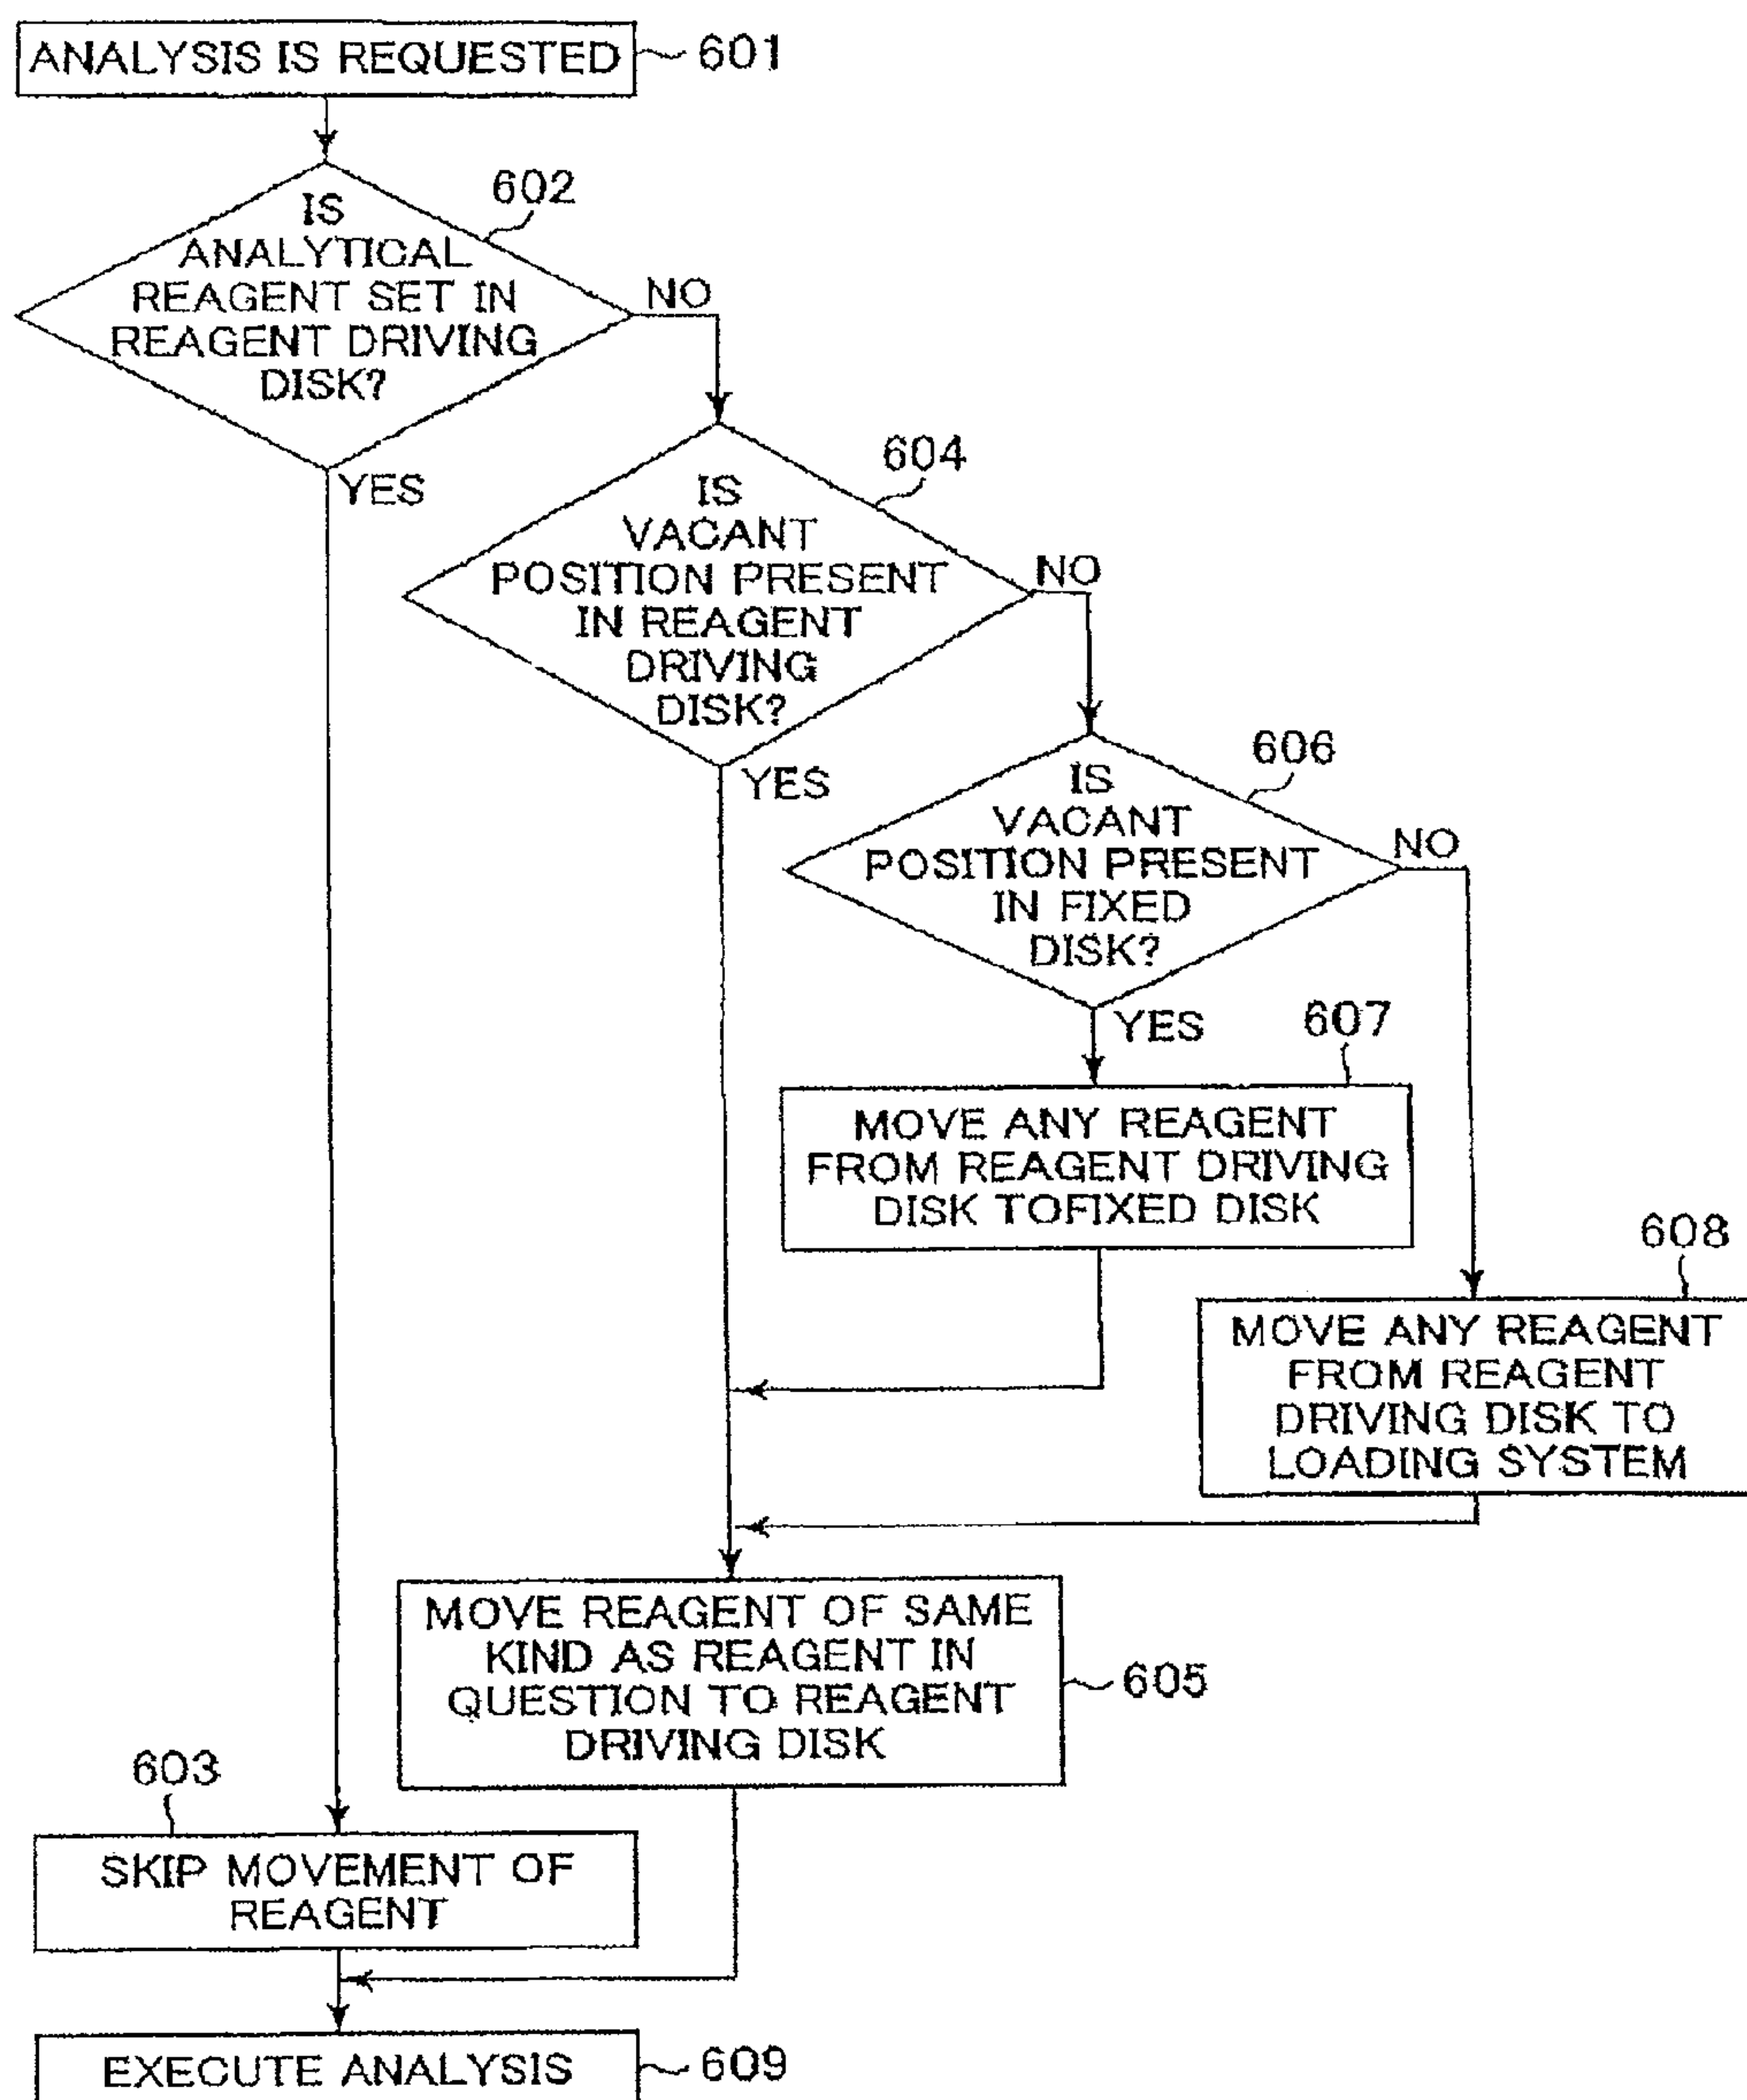 ANALYSIS IS REQUESTED
601
602
IS
ANALYTICAL
REAGENT SET IN
REAGENT DRIVING
DISK?
NO
YES
604
IS
VACANT
POSITION PRESENT
IN REAGENT
DRIVING
DISK?
NO
YES
606
IS
VACANT
POSITION PRESENT
IN FIXED
DISK?
NO
YES
607
MOVE ANY REAGENT
FROM REAGENT DRIVING
DISK TOFIXED DISK
608
MOVE ANY REAGENT
FROM REAGENT
DRIVING DISK TO
LOADING SYSTEM
MOVE REAGENT OF SAME
KIND AS REAGENT IN
QUESTION TO REAGENT
DRIVING DISK
605
603
SKIP MOVEMENT OF
REAGENT
EXECUTE ANALYSIS
609